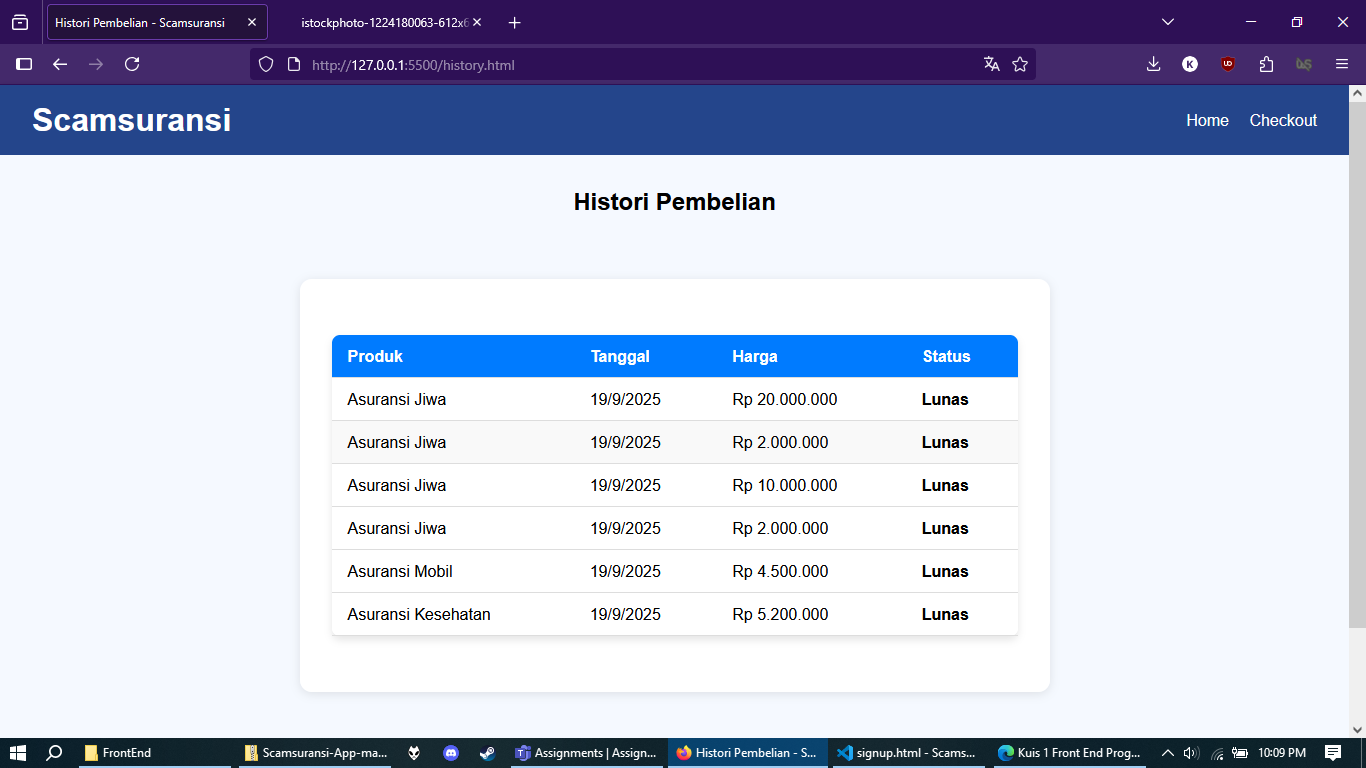 Histori Pembelian - Scamsuransi
istockphoto-1224180063-612x6
http://127.0.0.1:5500/history.html
Scamsuransi
Home
Checkout
Histori Pembelian
Produk Tanggal Harga Status
Asuransi Jiwa 19/9/2025 Rp 20.000.000 Lunas
Asuransi Jiwa 19/9/2025 Rp 2.000.000 Lunas
Asuransi Jiwa 19/9/2025 Rp 10.000.000 Lunas
Asuransi Jiwa 19/9/2025 Rp 2.000.000 Lunas
Asuransi Mobil 19/9/2025 Rp 4.500.000 Lunas
Asuransi Kesehatan 19/9/2025 Rp 5.200.000 Lunas
FrontEnd
Scamsuransi-App-ma...
Assignments | Assign...
Histori Pembelian - S...
signup.html - Scams...
Kuis 1 Front End Prog...
10:09 PM